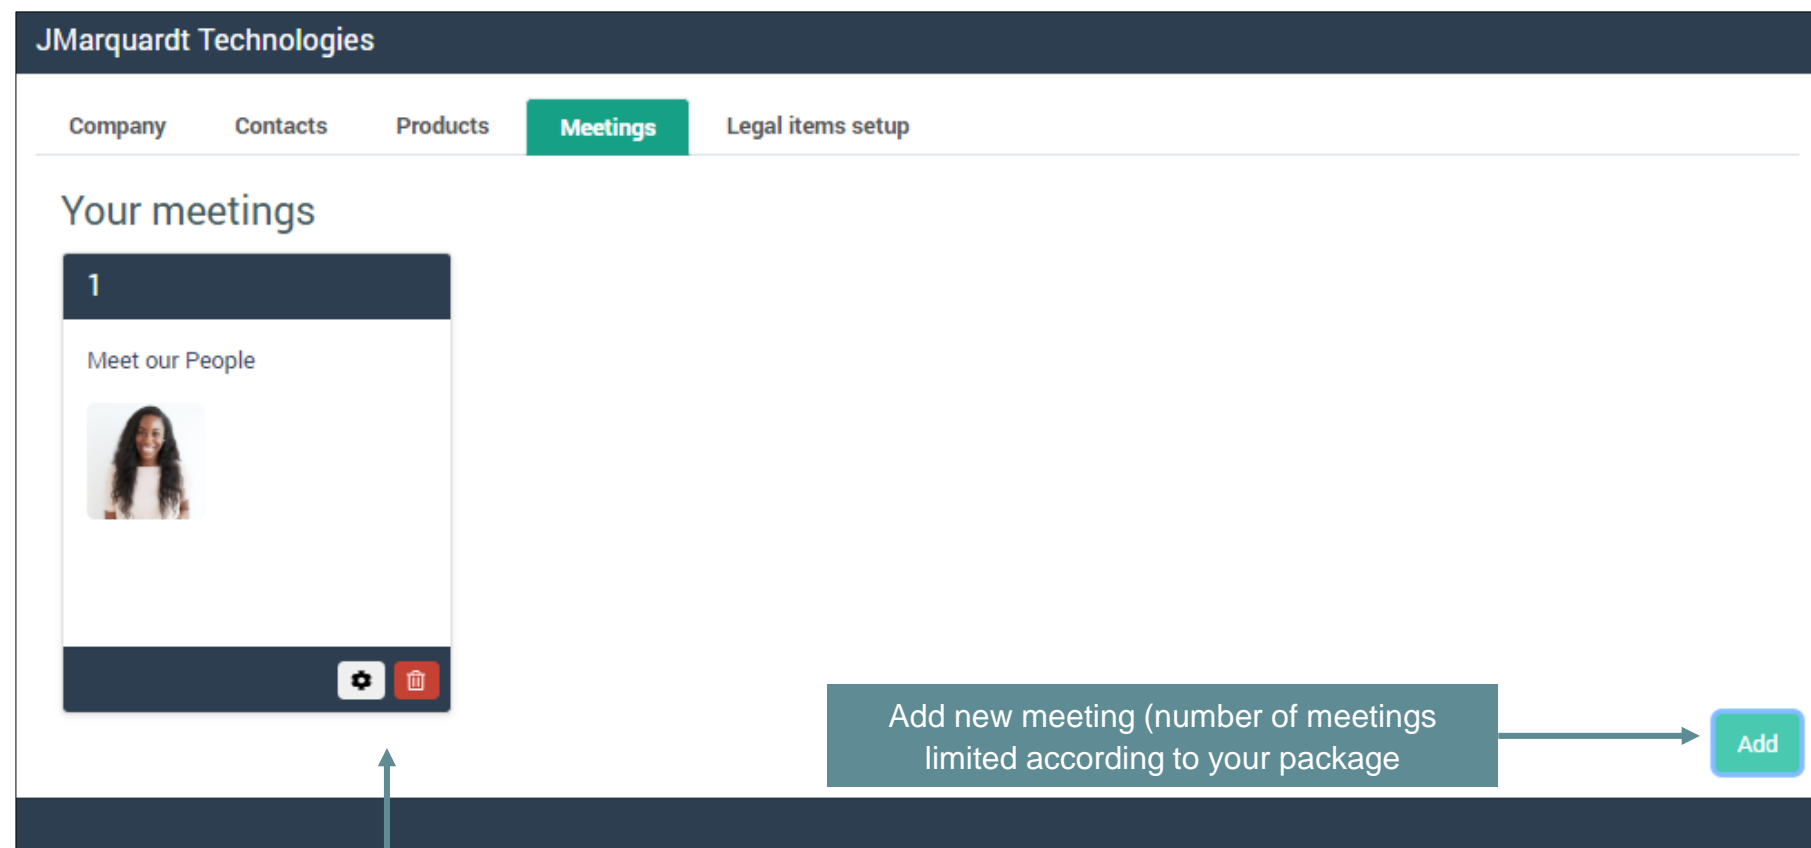 JMarquardt Technologies
Company Contacts Products Meetings Legal items setup
Your meetings
1
Meet our People
Add new meeting (number of meetings
limited according to your package
Add